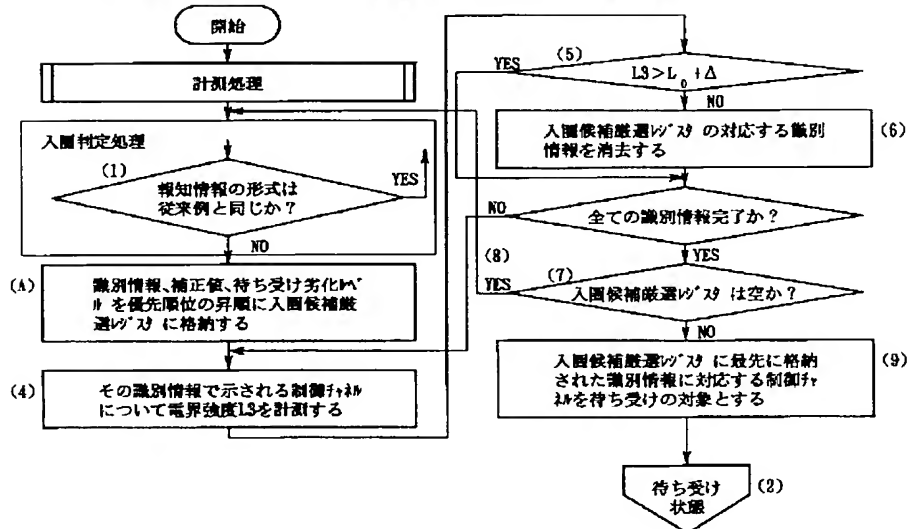 開始
計測処理
入圏判定処理
(1)
報知情報の形式は
従来例と同じか？
YES
NO
(A)
識別情報、補正値、待ち受け劣化レベ
ルを優先順位の昇順に入圏候補厳
選レジスタに格納する
(4)
その識別情報で示される制御チャネル
について電界強度L3を計測する
(5)
YES
L3>L₀+Δ
NO
入圏候補厳選レジスタの対応する識別
情報を消去する
(6)
NO
全ての識別情報完了か？
YES
(8)
YES
(7)
入圏候補厳選レジスタは空か？
NO
入圏候補厳選レジスタに最先に格納
された識別情報に対応する制御チャ
ネルを待ち受けの対象とする
(9)
待ち受け
状態
(2)